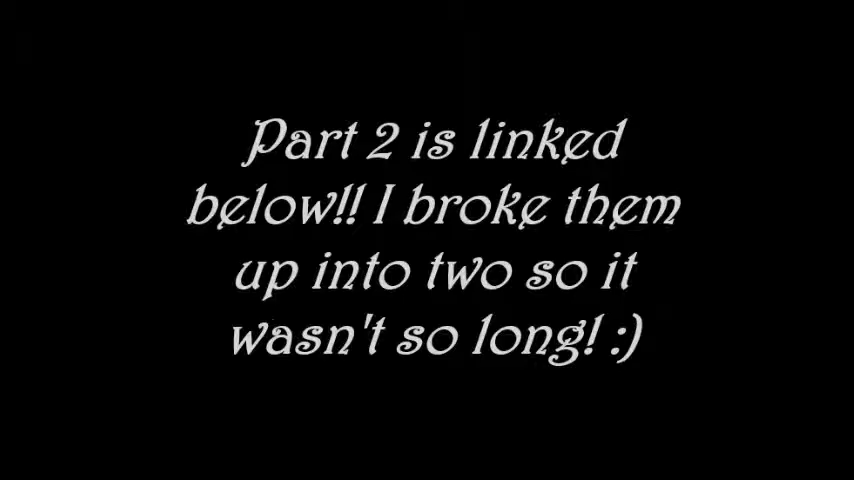 Part 2 is linked
below!! I broke them
up into two so it
wasn't so long! :)